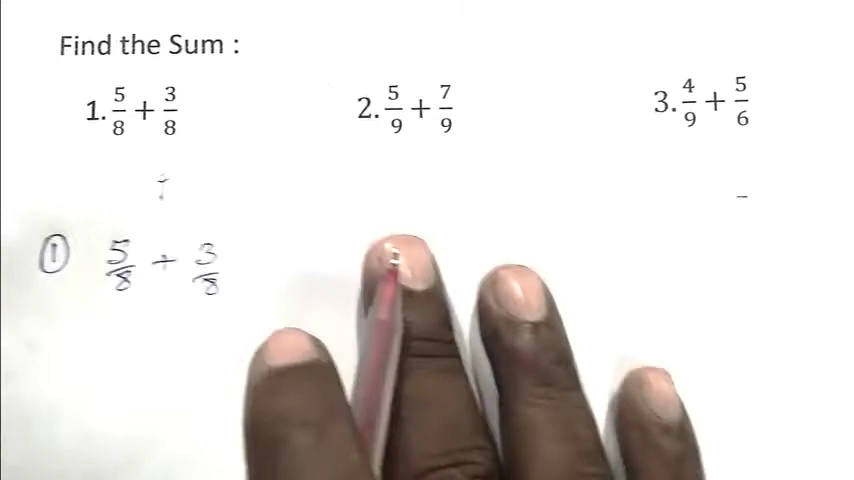 Find the Sum :
1. 5/8 + 3/8 2. 5/9 + 7/9 3. 4/9 + 5/6
① 5/8 + 3/8